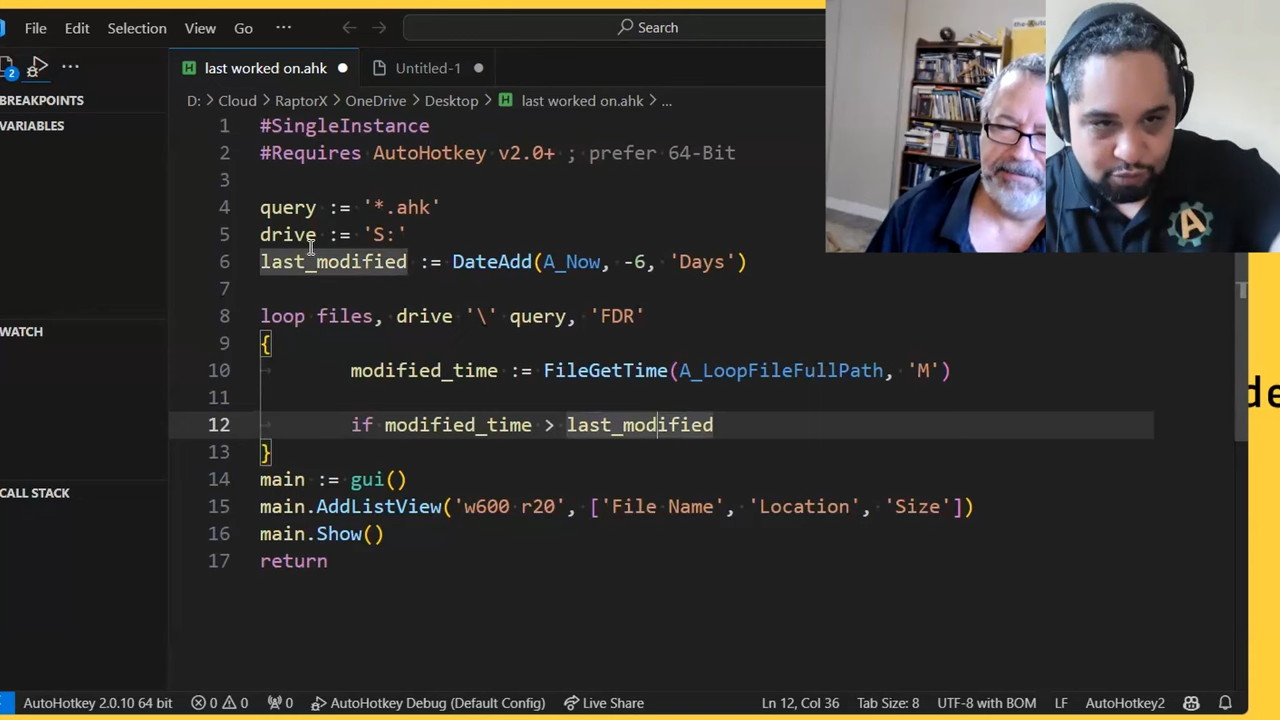 File Edit Selection View Go ··· Search
last worked on.ahk Untitled-1
2
BREAKPOINTS
D: > Cloud > RaptorX > OneDrive > Desktop > last worked on.ahk > ...
VARIABLES
WATCH
CALL STACK
1 #SingleInstance
2 #Requires AutoHotkey v2.0+ ; prefer 64-Bit
3
4 query := '*.ahk'
5 drive := 'S:'
6 last_modified := DateAdd(A_Now, -6, 'Days')
7
8 loop files, drive '\' query, 'FDR'
9 {
10 modified_time := FileGetTime(A_LoopFileFullPath, 'M')
11
12 if modified_time > last_modified
13 }
14 main := gui()
15 main.AddListView('w600 r20', ['File Name', 'Location', 'Size'])
16 main.Show()
17 return
AutoHotkey 2.0.10 64 bit 0 0 0 AutoHotkey Debug (Default Config) Live Share Ln 12, Col 36 Tab Size: 8 UTF-8 with BOM LF AutoHotkey2
A